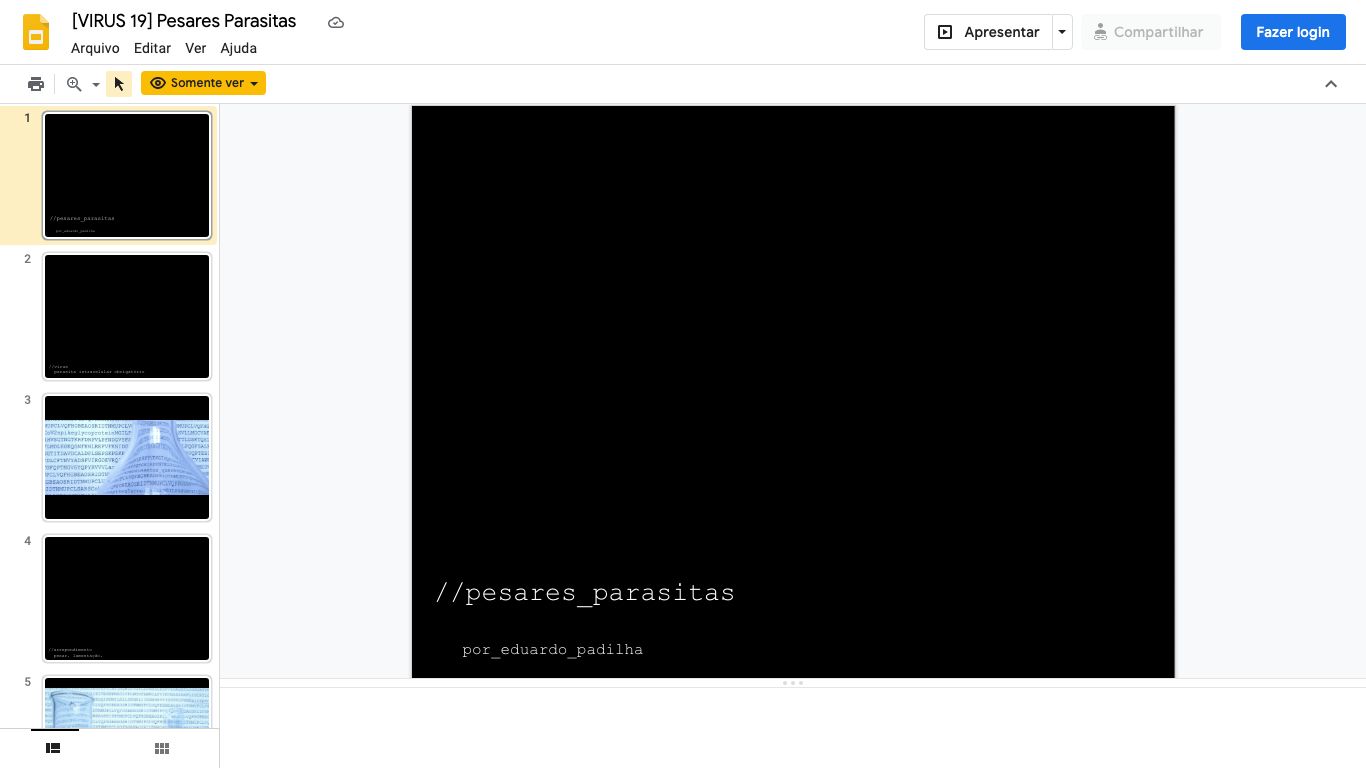 [VIRUS 19] Pesares Parasitas
Arquivo Editar Ver Ajuda
Apresentar
Compartilhar
Fazer login
Somente ver
1
//pesares_parasitas
por_eduardo_padilha
2
//vírus
parasita intracelular obrigatório
3
4
//arrependimento
pesar, lamentação,
5
//pesares_parasitas
por_eduardo_padilha